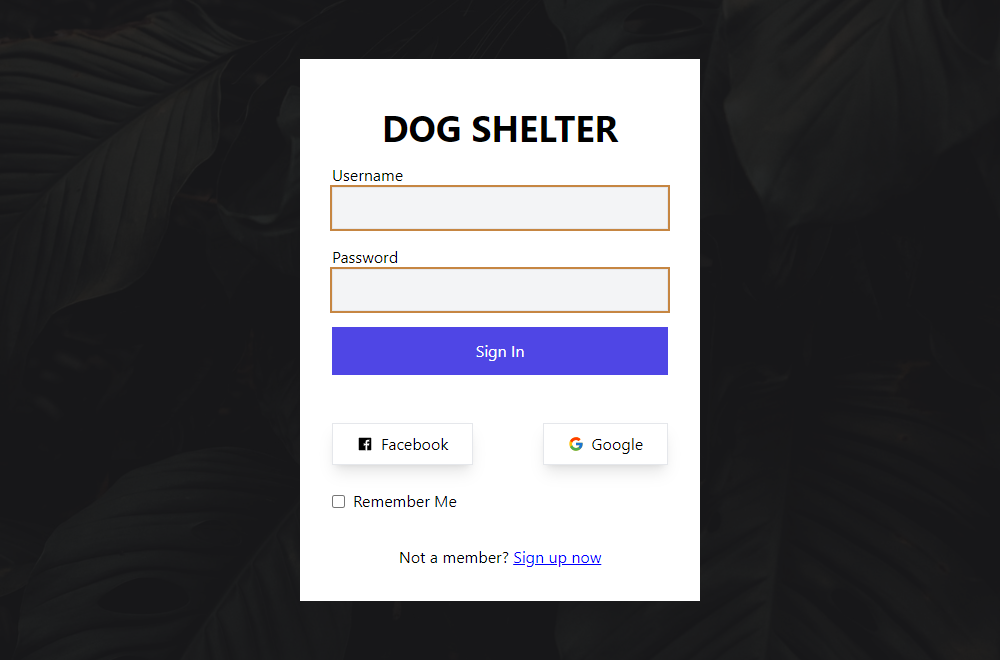 DOG SHELTER
Username
Password
Sign In
Facebook
Google
Remember Me
Not a member? Sign up now